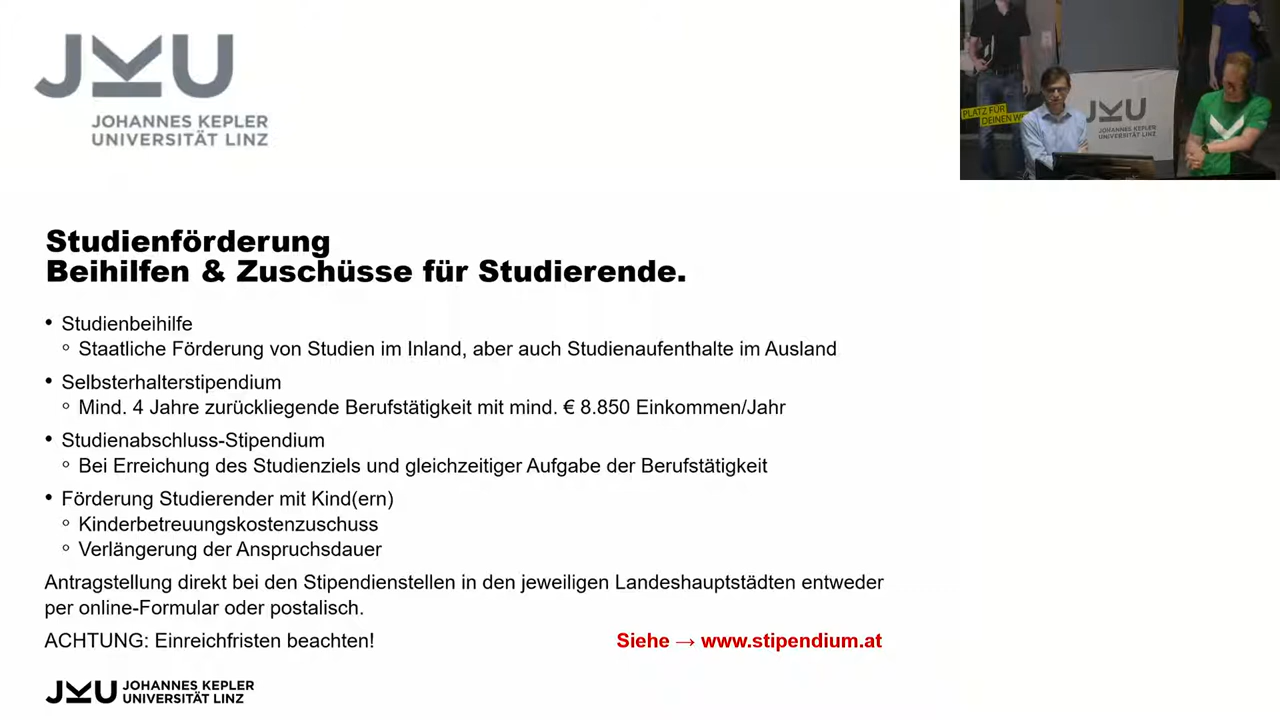 JKU
JOHANNES KEPLER
UNIVERSITÄT LINZ
PLATZ FÜR
DEINEN
JKU
JOHANNES KEPLER
UNIVERSITÄT LINZ
Studienförderung
Beihilfen & Zuschüsse für Studierende.
• Studienbeihilfe
◦ Staatliche Förderung von Studien im Inland, aber auch Studienaufenthalte im Ausland
• Selbsterhalterstipendium
◦ Mind. 4 Jahre zurückliegende Berufstätigkeit mit mind. € 8.850 Einkommen/Jahr
• Studienabschluss-Stipendium
◦ Bei Erreichung des Studienziels und gleichzeitiger Aufgabe der Berufstätigkeit
• Förderung Studierender mit Kind(ern)
◦ Kinderbetreuungskostenzuschuss
◦ Verlängerung der Anspruchsdauer
Antragstellung direkt bei den Stipendienstellen in den jeweiligen Landeshauptstädten entweder
per online-Formular oder postalisch.
ACHTUNG: Einreichfristen beachten!
Siehe → www.stipendium.at
JKU JOHANNES KEPLER
UNIVERSITÄT LINZ